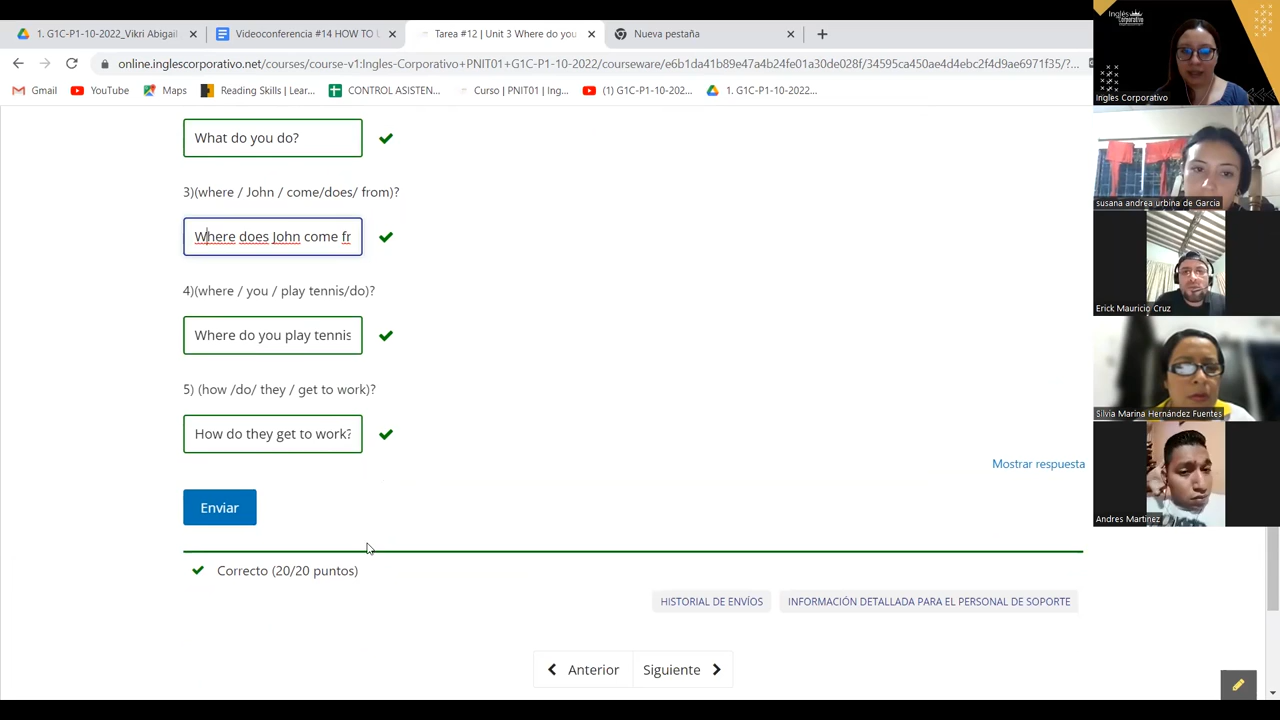 1. G1C-P1-10-2022_Vikri Abigail
Videoconferencia #14 HOW TO
Tarea #12 | Unit 3 Where do you
Nueva pestaña
online.inglescorporativo.net/courses/course-v1:Ingles-Corporativo+PNIT01+G1C-P1-10-2022/courseware/e6b1da41b89e47a4b24fe01a30de028f/34595ca450ae4d4ebc2f4d9ae6971f35/?...
Gmail
YouTube
Maps
Reading Skills | Lear...
CONTROL ASISTEN...
Curso | PNIT01 | Ing...
(1) G1C-P1-10-2022...
1. G1C-P1-10-2022...
What do you do?
3)(where / John / come/does/ from)?
Where does John come fr
4)(where / you / play tennis/do)?
Where do you play tennis
5) (how /do/ they / get to work)?
How do they get to work?
Mostrar respuesta
Enviar
Correcto (20/20 puntos)
HISTORIAL DE ENVÍOS
INFORMACIÓN DETALLADA PARA EL PERSONAL DE SOPORTE
Anterior
Siguiente
Inglés
Corporativo
Ingles Corporativo
susana andrea urbina de Garcia
Erick Mauricio Cruz
Silvia Marina Hernández Fuentes
Andres Martinez